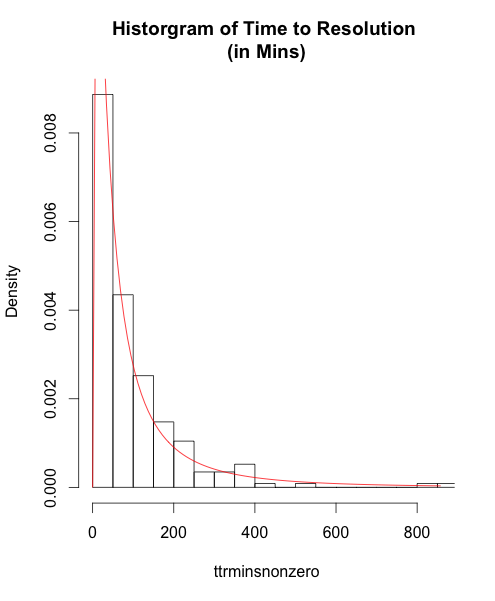 Historgram of Time to Resolution
(in Mins)
0.008
0.006
0.004
0.002
0.000
Density
0 200 400 600 800
ttrminsnonzero